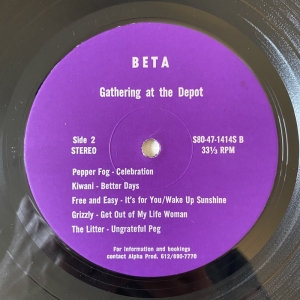 BETA
Gathering at the Depot
Side 2
STEREO
S80-47-1414S B
33⅓ RPM
Pepper Fog - Celebration
Kiwani - Better Days
Free and Easy - It's for You/Wake Up Sunshine
Grizzly - Get Out of My Life Woman
The Litter - Ungrateful Peg
For information and bookings
contact Alpha Prod. 612/090-7770